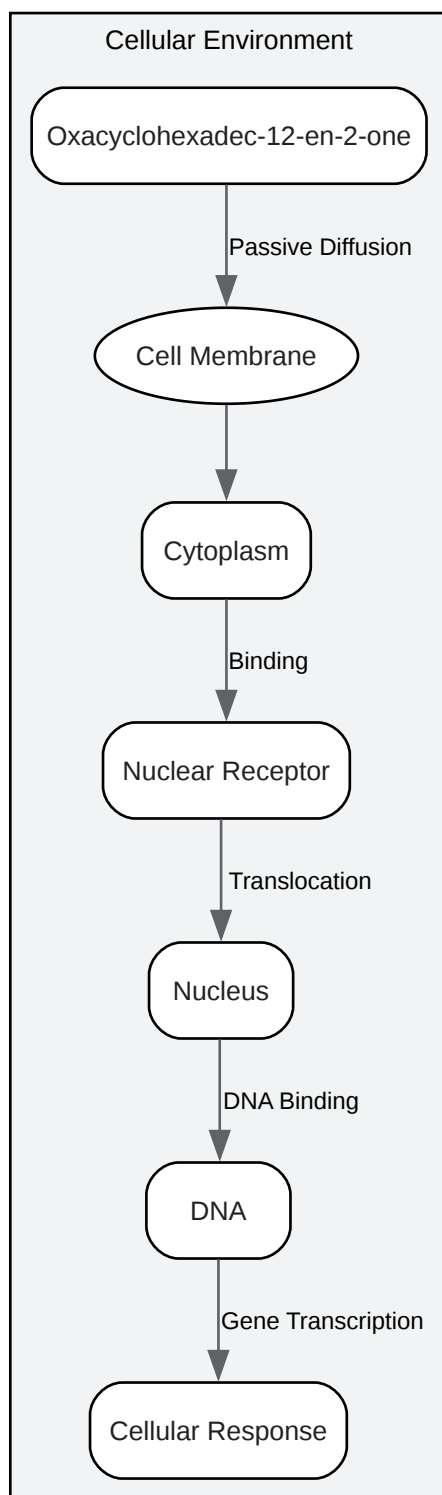 Cellular Environment
Oxacyclohexadec-12-en-2-one
Passive Diffusion
Cell Membrane
Cytoplasm
Binding
Nuclear Receptor
Translocation
Nucleus
DNA Binding
DNA
Gene Transcription
Cellular Response